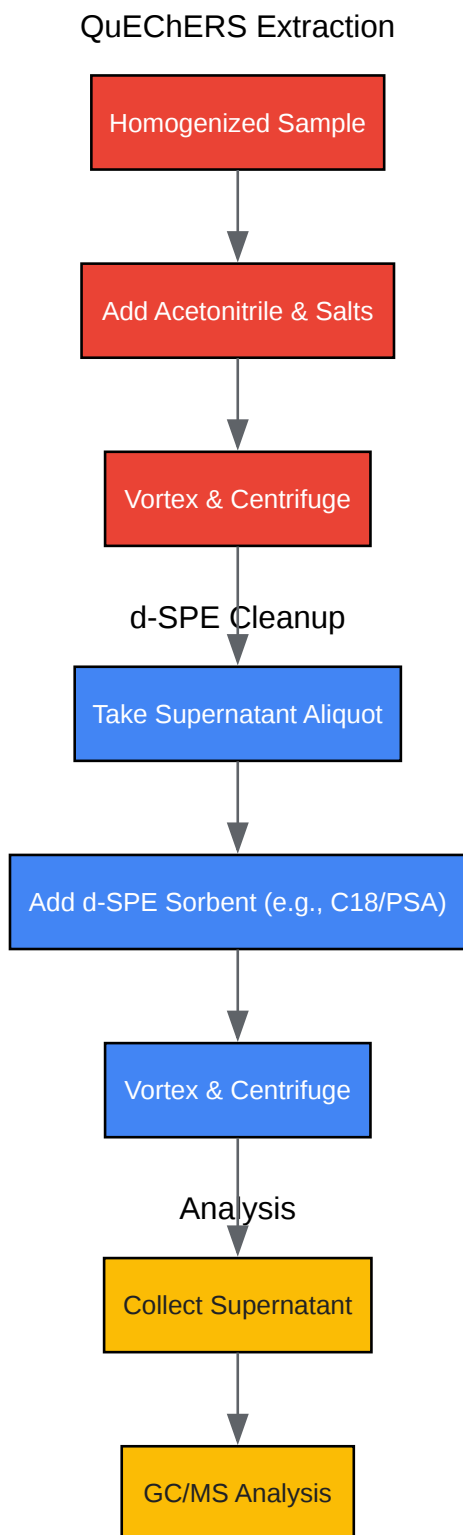 QuEChERS Extraction
Homogenized Sample
Add Acetonitrile & Salts
Vortex & Centrifuge
d-SPE Cleanup
Take Supernatant Aliquot
Add d-SPE Sorbent (e.g., C18/PSA)
Vortex & Centrifuge
Analysis
Collect Supernatant
GC/MS Analysis